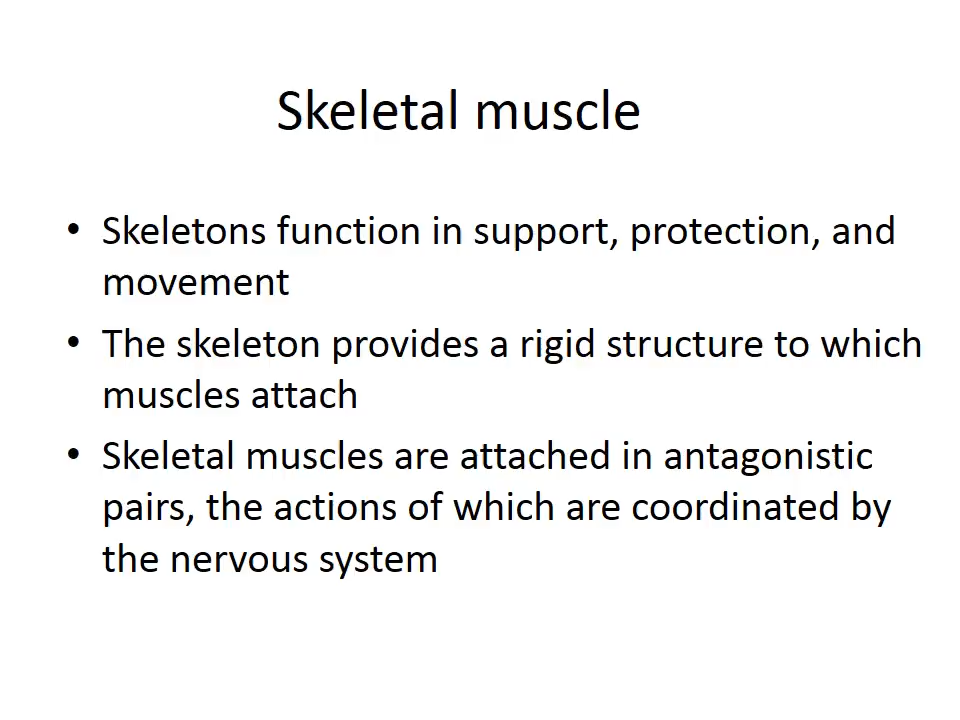 Skeletal muscle
• Skeletons function in support, protection, and
movement
• The skeleton provides a rigid structure to which
muscles attach
• Skeletal muscles are attached in antagonistic
pairs, the actions of which are coordinated by
the nervous system